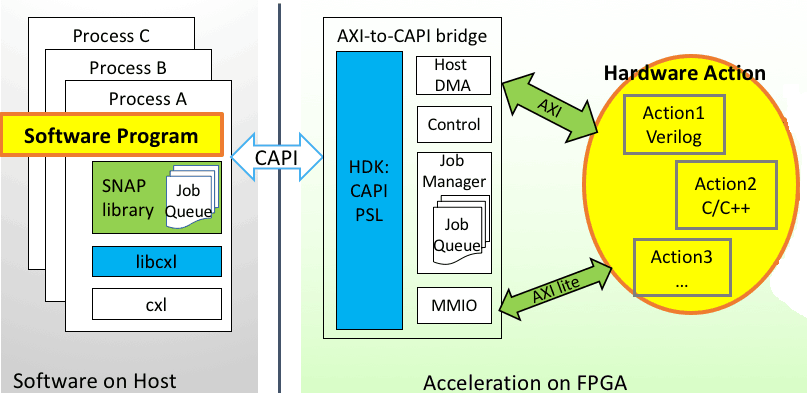 Process C
Process B
Process A
Software Program
SNAP
library
Job
Queue
libcxl
cxl
Software on Host
CAPI
AXI-to-CAPI bridge
HDK:
CAPI
PSL
Host
DMA
Control
Job
Manager
Job
Queue
MMIO
AXI
AXI lite
Hardware Action
Action1
Verilog
Action2
C/C++
Action3
...
Acceleration on FPGA